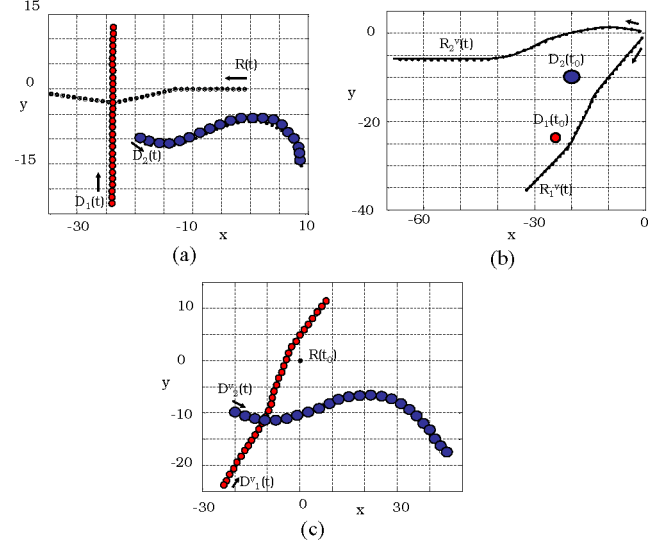 15
0
y
-15
R(t)
D2(t)
D1(t)
-30
-10
10
x
(a)
0
R2v(t)
D2(t0)
y
D1(t0)
-20
R1v(t)
-40
-60
-30
0
x
(b)
10
0
R(t0)
y
Dv2(t)
-10
-20
Dv1(t)
-30
0
30
x
(c)